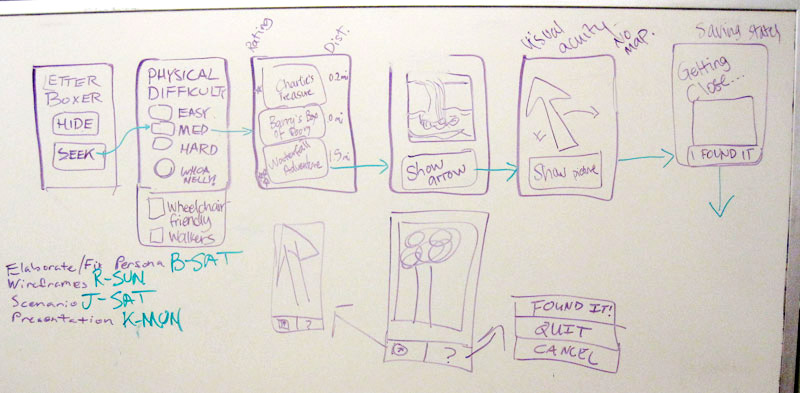 LETTER
BOXER
HIDE
SEEK
PHYSICAL
DIFFICULTY
EASY
MED
HARD
WHOA
NELLY!
Wheelchair-
friendly
Walkers
Rating
Dist.
Charlie's
Treasure
0.2mi
Barry's Box
of Doom
0mi
Waterfall
Adventure
1.5mi
Show
arrow
Visual
acuity
No
map.
Show picture
Saving states
Getting
Close...
I FOUND IT
Elaborate/Fix Persona B-SAT
Wireframes R-SUN
Scenario J-SAT
Presentation K-MON
?
?
FOUND IT!
QUIT
CANCEL